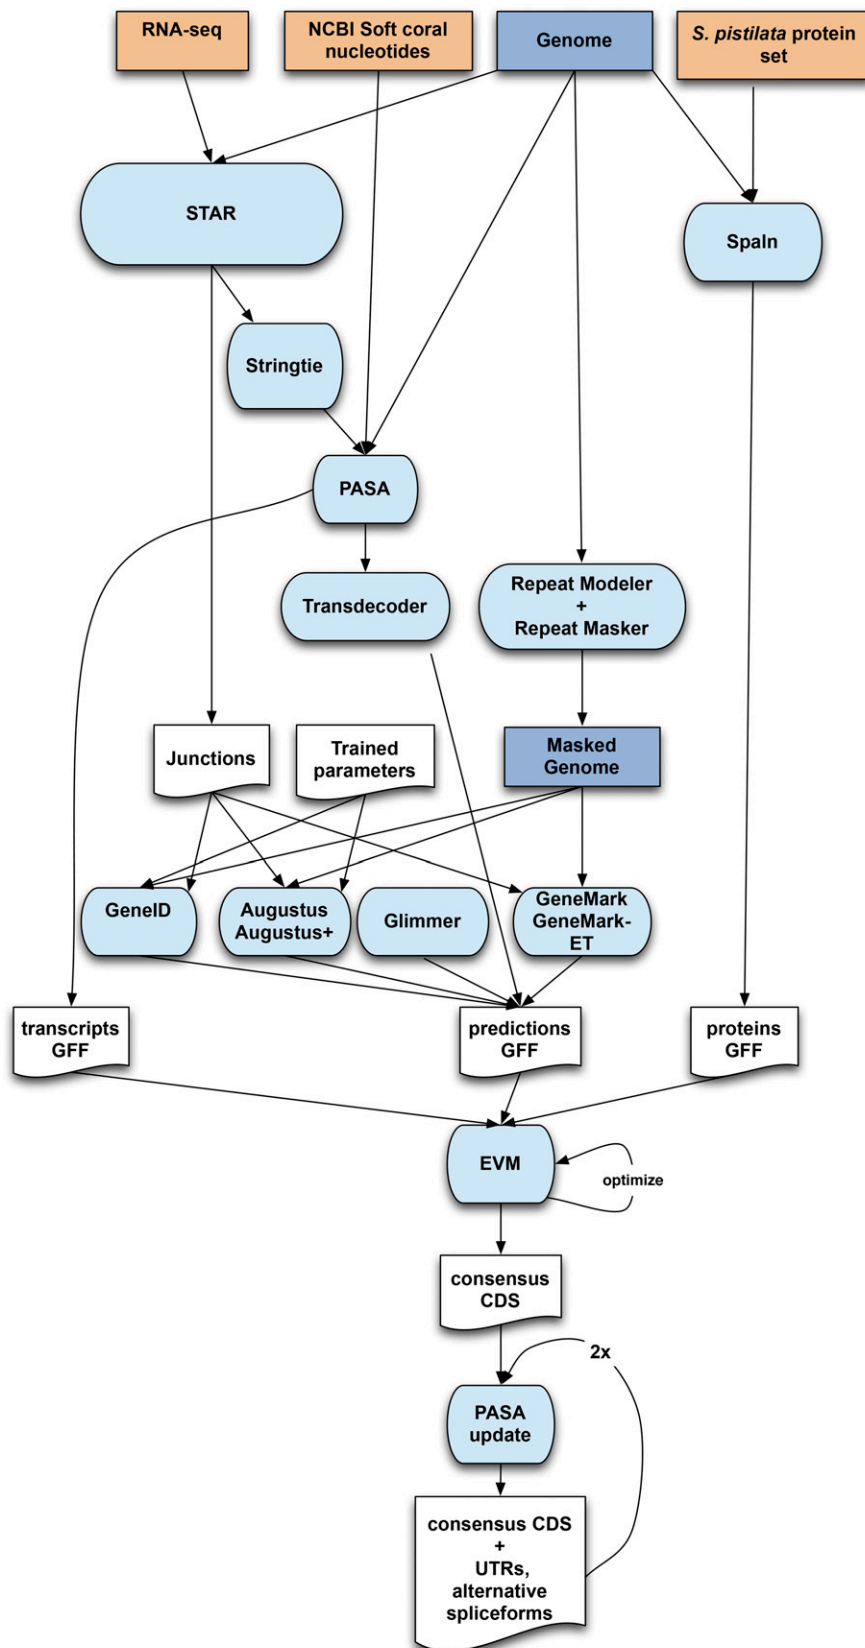 RNA-seq
NCBI Soft coral
nucleotides
Genome
S. pistilata protein
set
STAR
Spaln
Stringtie
PASA
Transdecoder
Repeat Modeler
+
Repeat Masker
Junctions
Trained
parameters
Masked
Genome
GeneID
Augustus
Augustus+
Glimmer
GeneMark
GeneMark-
ET
transcripts
GFF
predictions
GFF
proteins
GFF
EVM
optimize
consensus
CDS
2x
PASA
update
consensus CDS
+
UTRs,
alternative
spliceforms